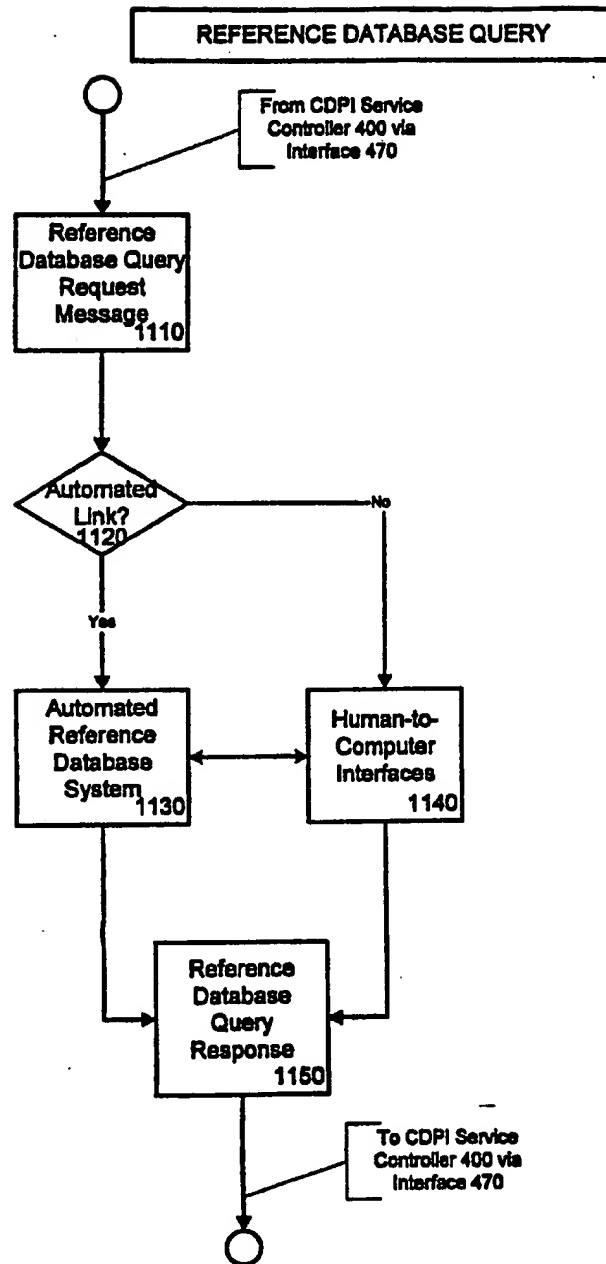 REFERENCE DATABASE QUERY
From CDPI Service
Controller 400 via
Interface 470
Reference
Database Query
Request
Message
1110
Automated
Link?
1120
No
Yes
Automated
Reference
Database
System
1130
Human-to-
Computer
Interfaces
1140
Reference
Database
Query
Response
1150
To CDPI Service
Controller 400 via
Interface 470